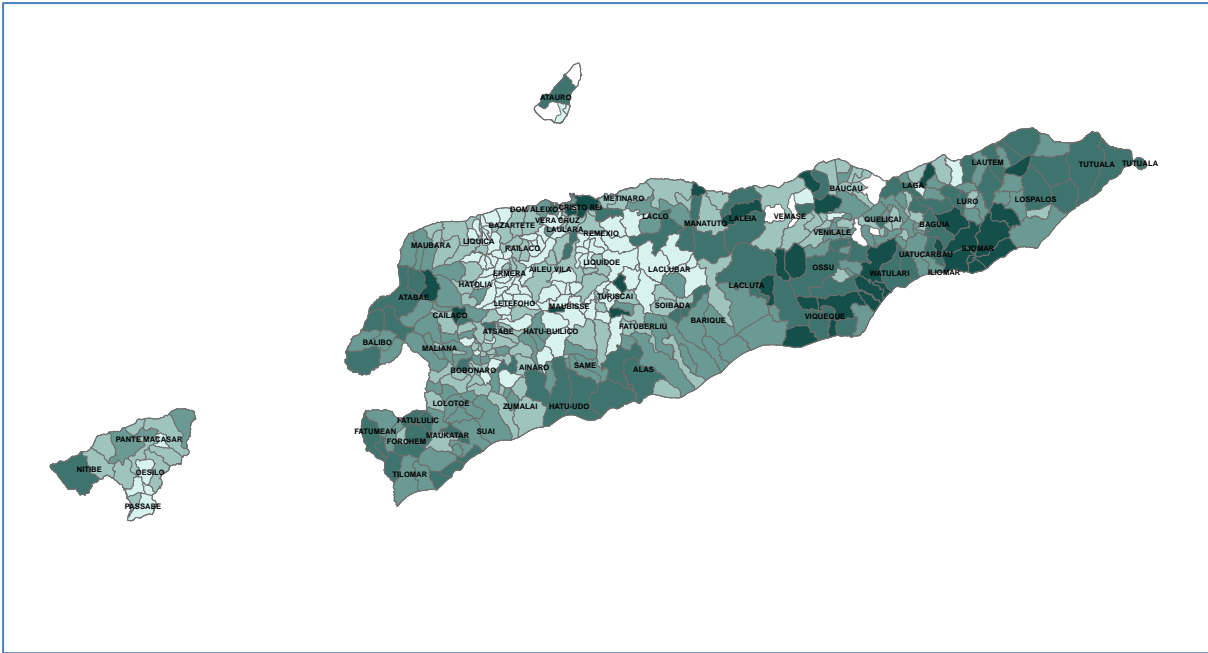 ATAURO
LAUTEM
TUTUALA
TUTUALA
LAGA
BAUCAU
LURO
LOSPALOS
METINARO
DOM ALEIXO
CRISTO REI
VERA CRUZ
LACLO
MANATUTO
LALEIA
VEMASE
QUELICAI
BAGUIA
BAZARTETE
LAULARA
REMEXIO
VENILALE
MAUBARA
LIQUICA
RAILACO
ILIOMAR
UATUCARBAU
LIQUIDOE
OSSU
ERMERA
AILEU VILA
LACLUBAR
WATULARI
ILIOMAR
HATOLIA
LACLUTA
ATABAE
LETEFOHO
MAUBISSE
TURISCAI
SOIBADA
CAILACO
VIQUEQUE
BARIQUE
ATSABE
HATU-BUILICO
FATUBERLIU
BALIBO
MALIANA
BOBONARO
AINARO
SAME
ALAS
LOLOTOE
ZUMALAI
HATU-UDO
FATULULIC
FATUMEAN
FOROHEM
MAUKATAR
SUAI
PANTE MACASAR
NITIBE
OESILO
TILOMAR
PASSABE